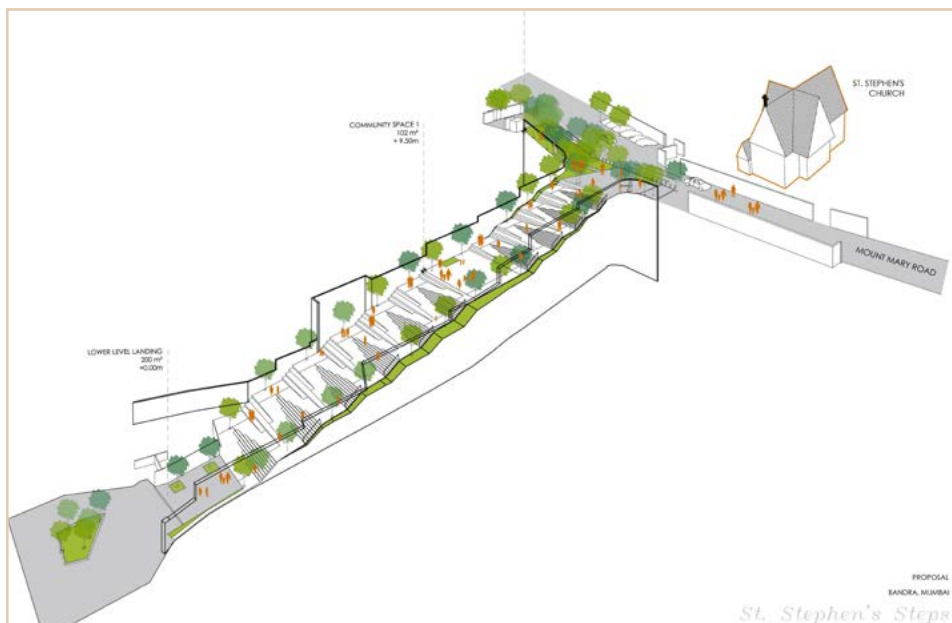 ST. STEPHEN'S
CHURCH
COMMUNITY SPACE 1
102 m²
+ 9.50m
MOUNT MARY ROAD
LOWER LEVEL LANDING
200 m²
+0.00m
PROPOSAL
BANDRA, MUMBAI
St. Stephen's Steps